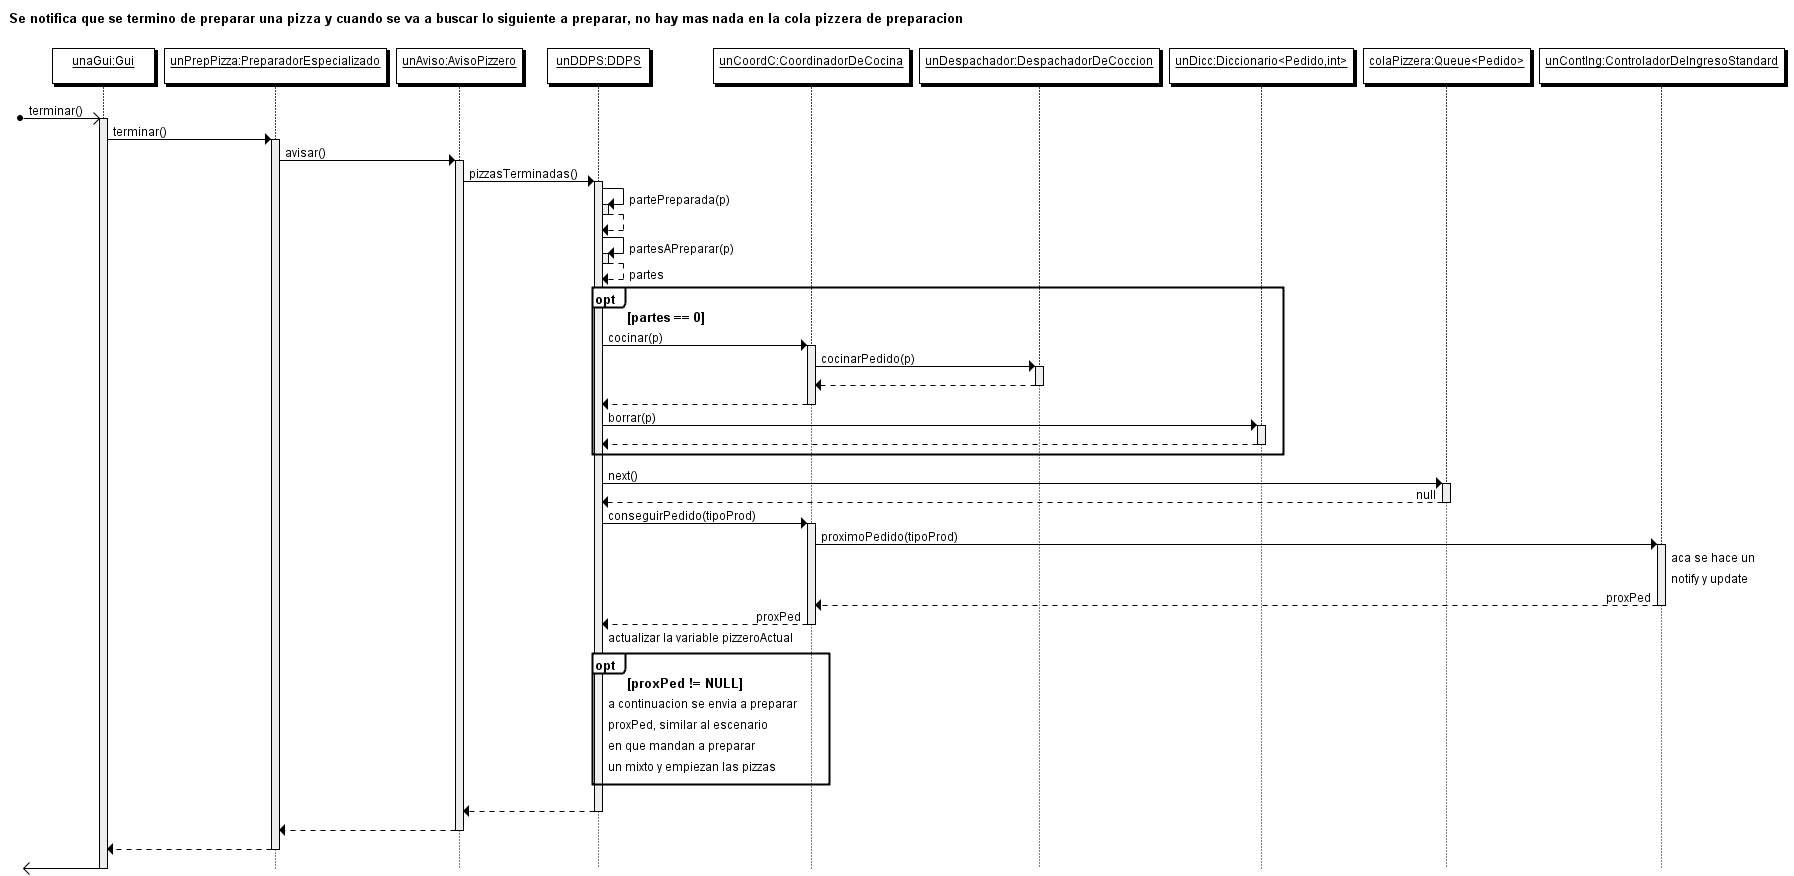 Se notifica que se termino de preparar una pizza y cuando se va a buscar lo siguiente a preparar, no hay mas nada en la cola pizzera de preparacion
unaGui:Gui
unPrepPizza:PreparadorEspecializado
unAviso:AvisoPizzero
unDDPS:DDPS
unCoordC:CoordinadorDeCocina
unDespachador:DespachadorDeCoccion
unDicc:Diccionario<Pedido,int>
colaPizzera:Queue<Pedido>
unContIng:ControladorDeIngresoStandard
terminar()
terminar()
avisar()
pizzasTerminadas()
partePreparada(p)
partesAPreparar(p)
partes
opt
[partes == 0]
cocinar(p)
cocinarPedido(p)
borrar(p)
next()
null
conseguirPedido(tipoProd)
proximoPedido(tipoProd)
aca se hace un
notify y update
proxPed
proxPed
actualizar la variable pizzeroActual
opt
[proxPed != NULL]
a continuacion se envia a preparar
proxPed, similar al escenario
en que mandan a preparar
un mixto y empiezan las pizzas